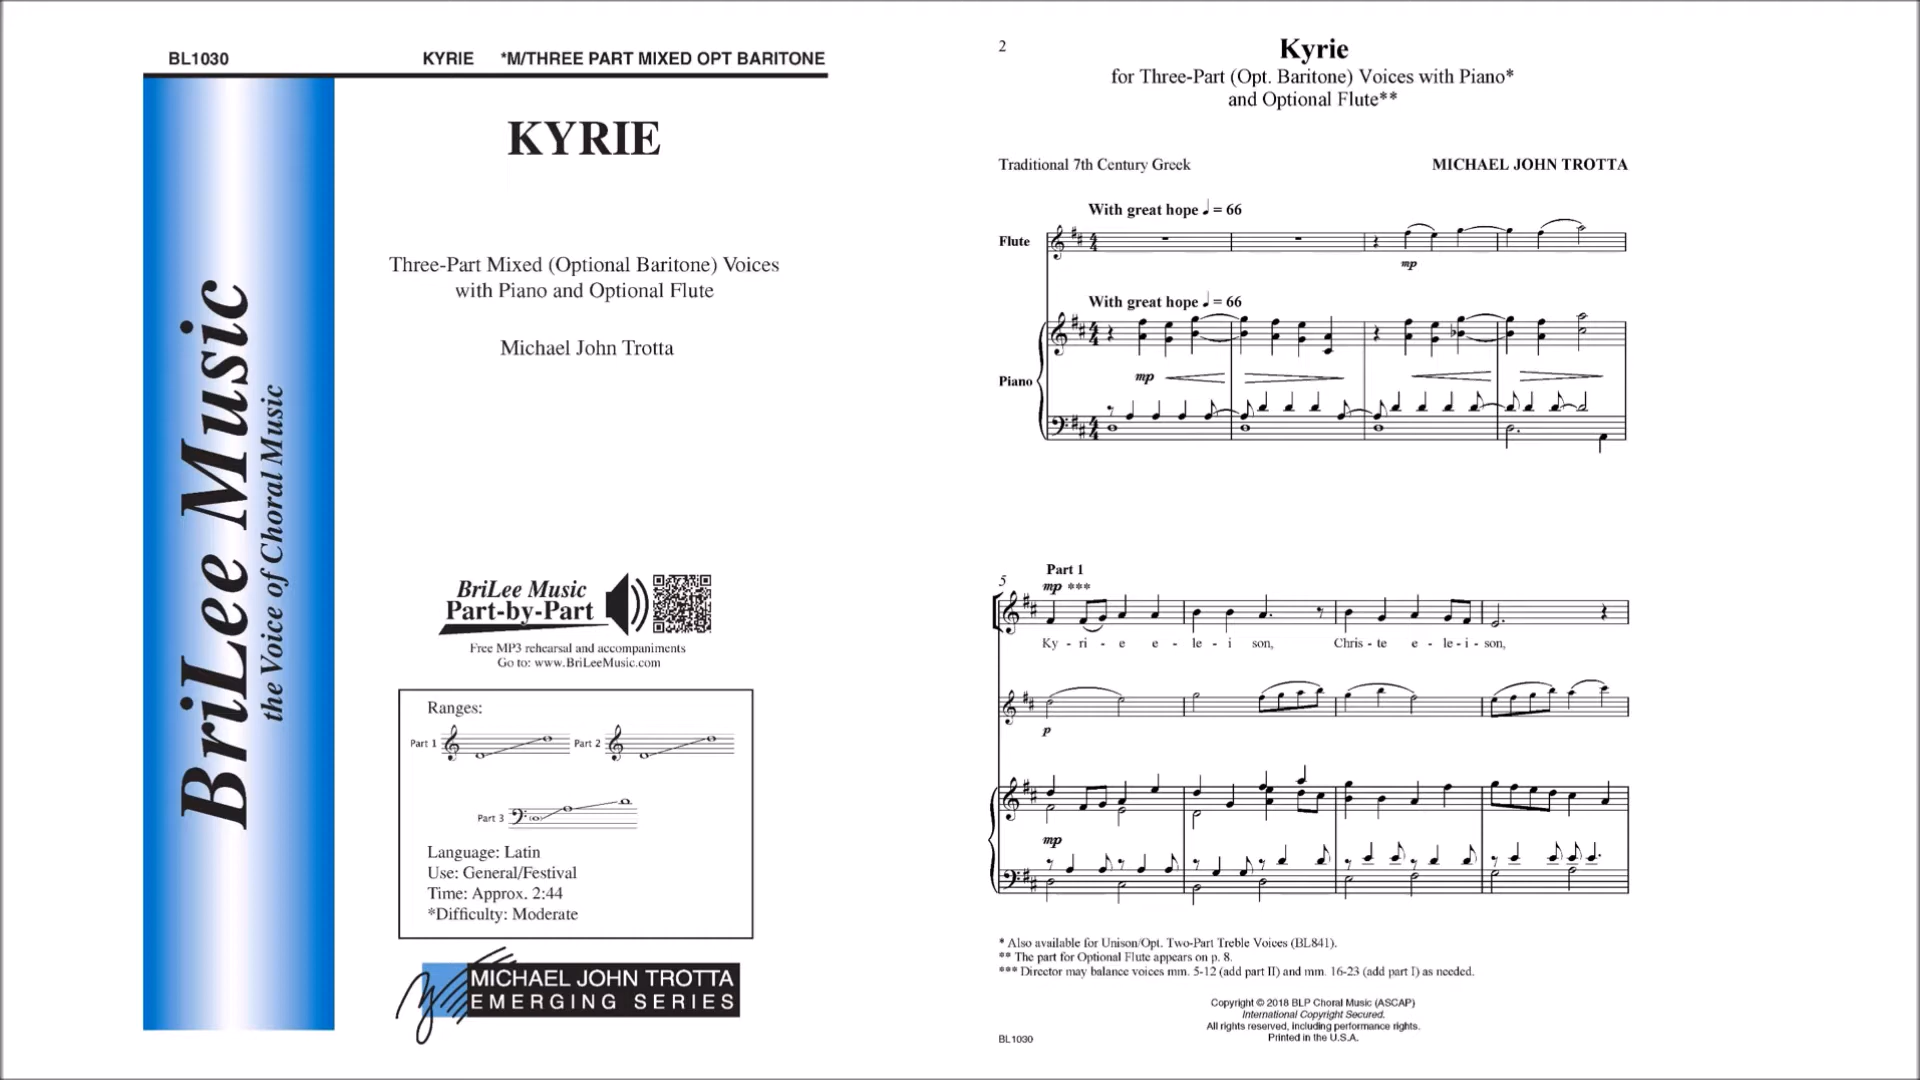 BL1030 KYRIE *M/THREE PART MIXED OPT BARITONE
BriLee Music
the Voice of Choral Music
KYRIE
Three-Part Mixed (Optional Baritone) Voices
with Piano and Optional Flute
Michael John Trotta
BriLee Music
Part-by-Part
Free MP3 rehearsal and accompaniments
Go to: www.BriLeeMusic.com
Ranges:
Part 1 Part 2
Part 3
Language: Latin
Use: General/Festival
Time: Approx. 2:44
*Difficulty: Moderate
MICHAEL JOHN TROTTA
EMERGING SERIES
2
Kyrie
for Three-Part (Opt. Baritone) Voices with Piano*
and Optional Flute**
Traditional 7th Century Greek MICHAEL JOHN TROTTA
With great hope ♩ = 66
Flute
mp
With great hope ♩ = 66
Piano
mp
Part 1
5
mp ***
Ky - ri - e e - le - i son, Chris - te e - le - i - son,
p
mp
* Also available for Unison/Opt. Two-Part Treble Voices (BL841).
** The part for Optional Flute appears on p. 8.
*** Director may balance voices mm. 5-12 (add part II) and mm. 16-23 (add part I) as needed.
Copyright © 2018 BLP Choral Music (ASCAP)
International Copyright Secured.
All rights reserved, including performance rights.
Printed in the U.S.A.
BL1030